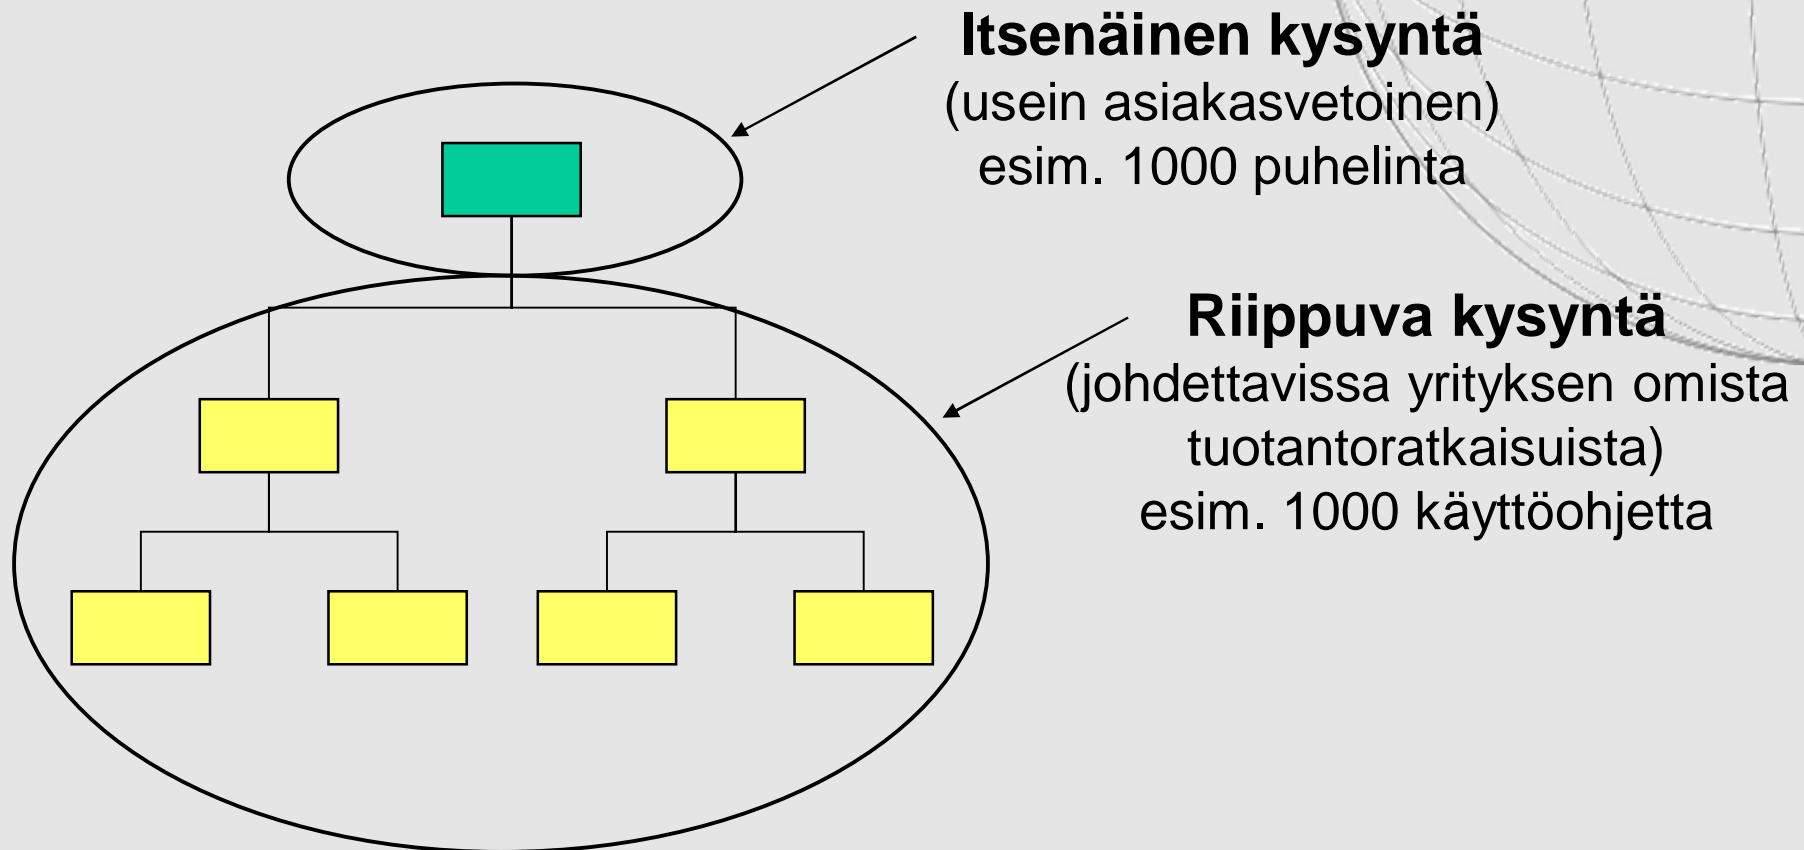 Itsenäinen kysyntä
(usein asiakasvetoinen)
esim. 1000 puhelinta
Riippuva kysyntä
(johdettavissa yrityksen omista
tuotantoratkaisuista)
esim. 1000 käyttöohjetta